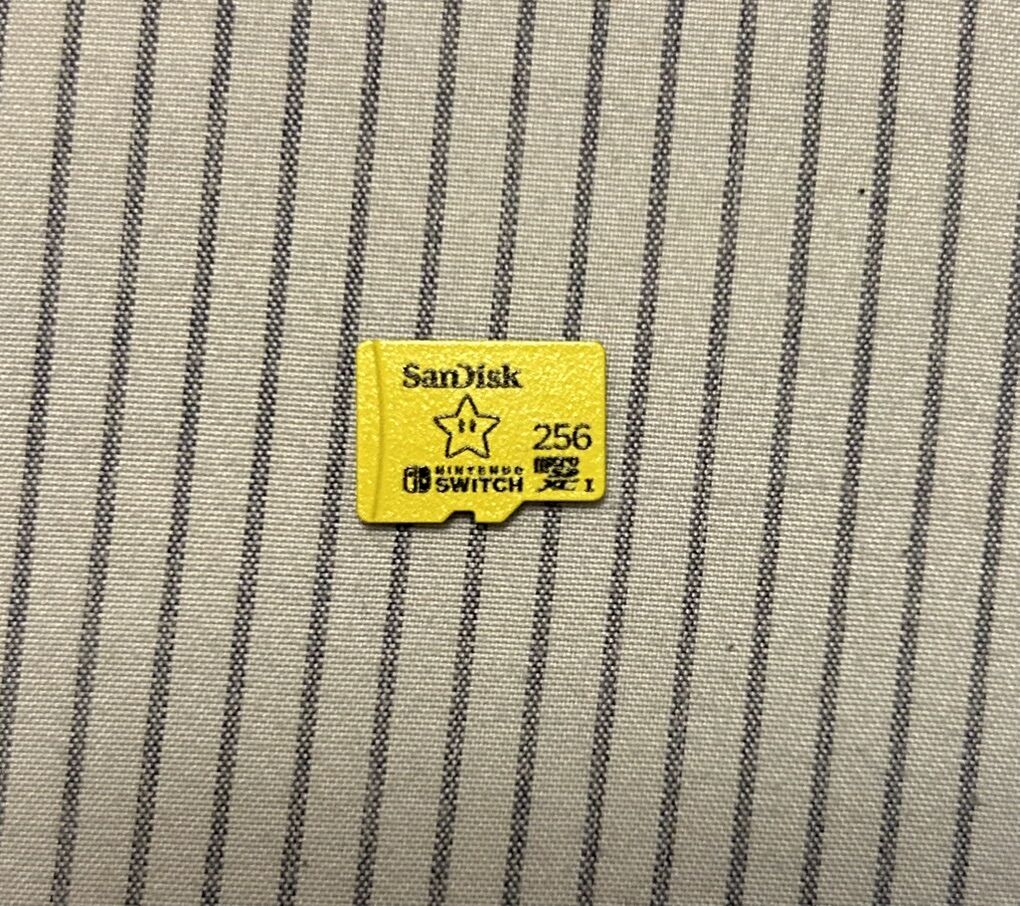 SanDisk
256
NINTENDO
SWITCH
micro
XC I